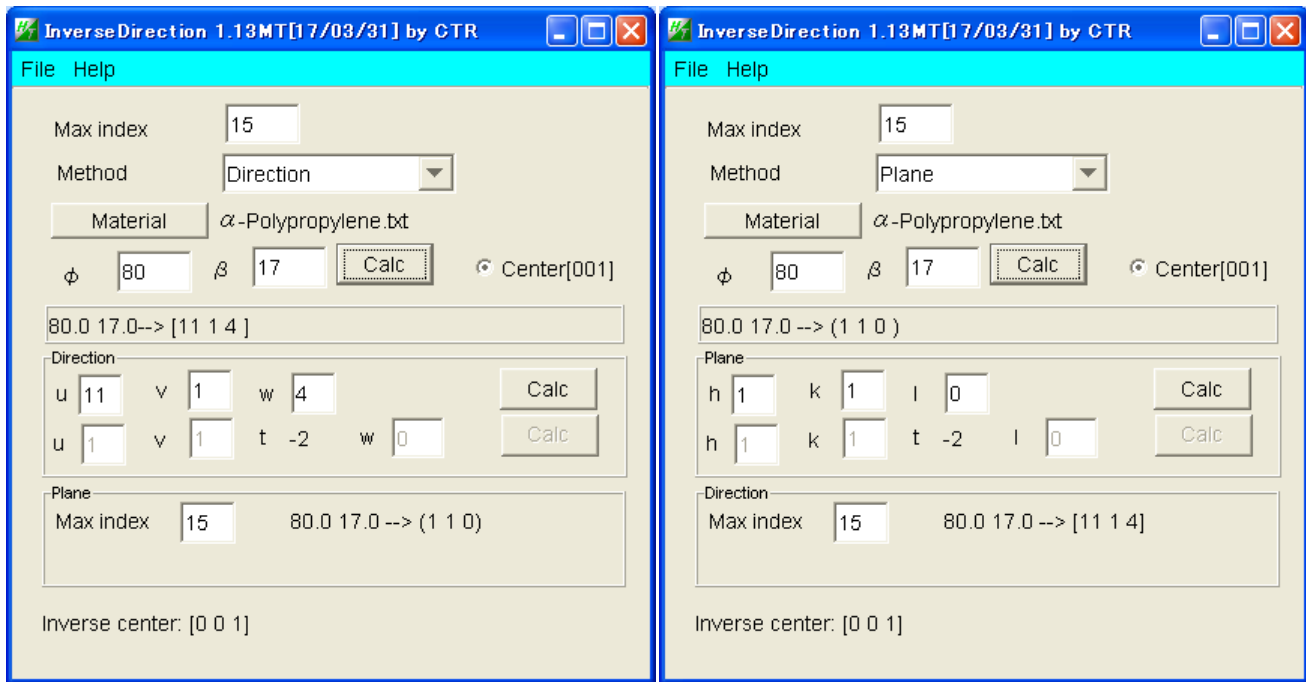 InverseDirection 1.13MT[17/03/31] by CTR
File Help
Max index 15
Method Direction
Material α-Polypropylene.txt
ϕ 80 β 17 Calc Center[001]
80.0 17.0--> [11 1 4 ]
Direction
u 11 v 1 w 4 Calc
u 1 v 1 t -2 w 0 Calc
Plane
Max index 15 80.0 17.0 --> (1 1 0)
Inverse center: [0 0 1]
InverseDirection 1.13MT[17/03/31] by CTR
File Help
Max index 15
Method Plane
Material α-Polypropylene.txt
ϕ 80 β 17 Calc Center[001]
80.0 17.0 --> (1 1 0 )
Plane
h 1 k 1 l 0 Calc
h 1 k 1 t -2 l 0 Calc
Direction
Max index 15 80.0 17.0 --> [11 1 4]
Inverse center: [0 0 1]